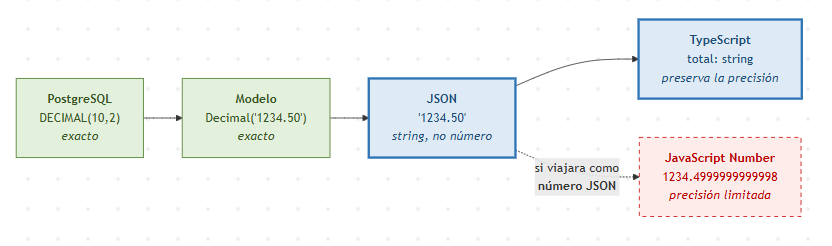 PostgreSQL
DECIMAL(10,2)
exacto
Modelo
Decimal('1234.50')
exacto
JSON
'1234.50'
string, no número
TypeScript
total: string
preserva la precisión
si viajara como
número JSON
JavaScript Number
1234.4999999999998
precisión limitada